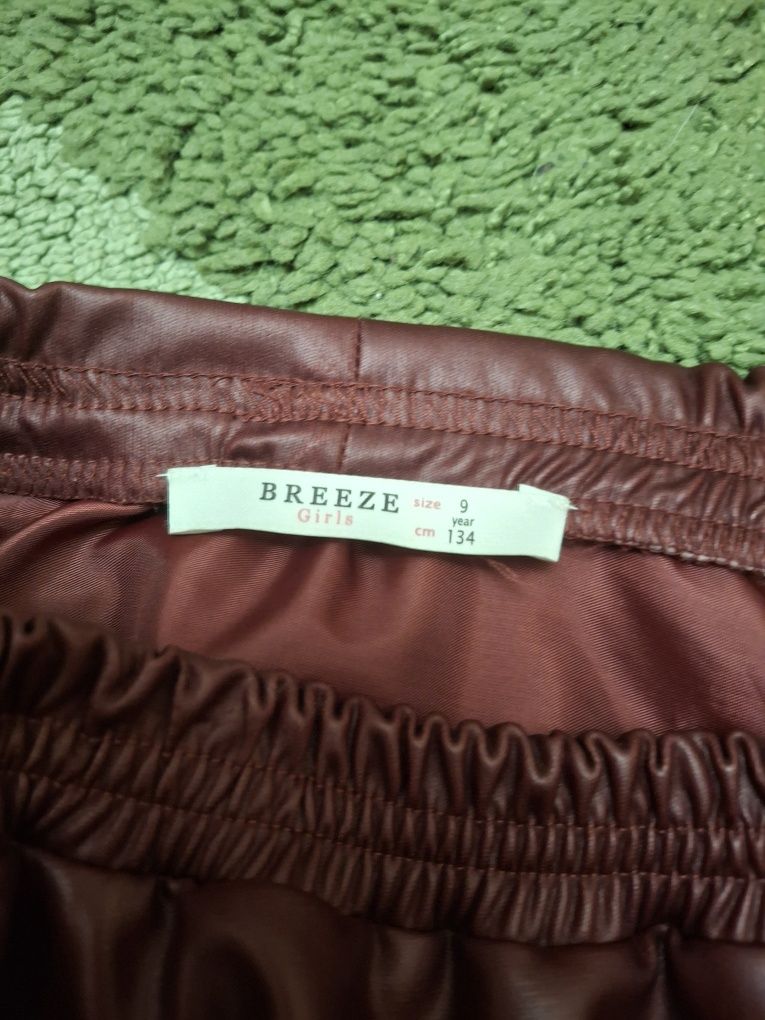 BREEZE
Girls
size 9
year
cm 134